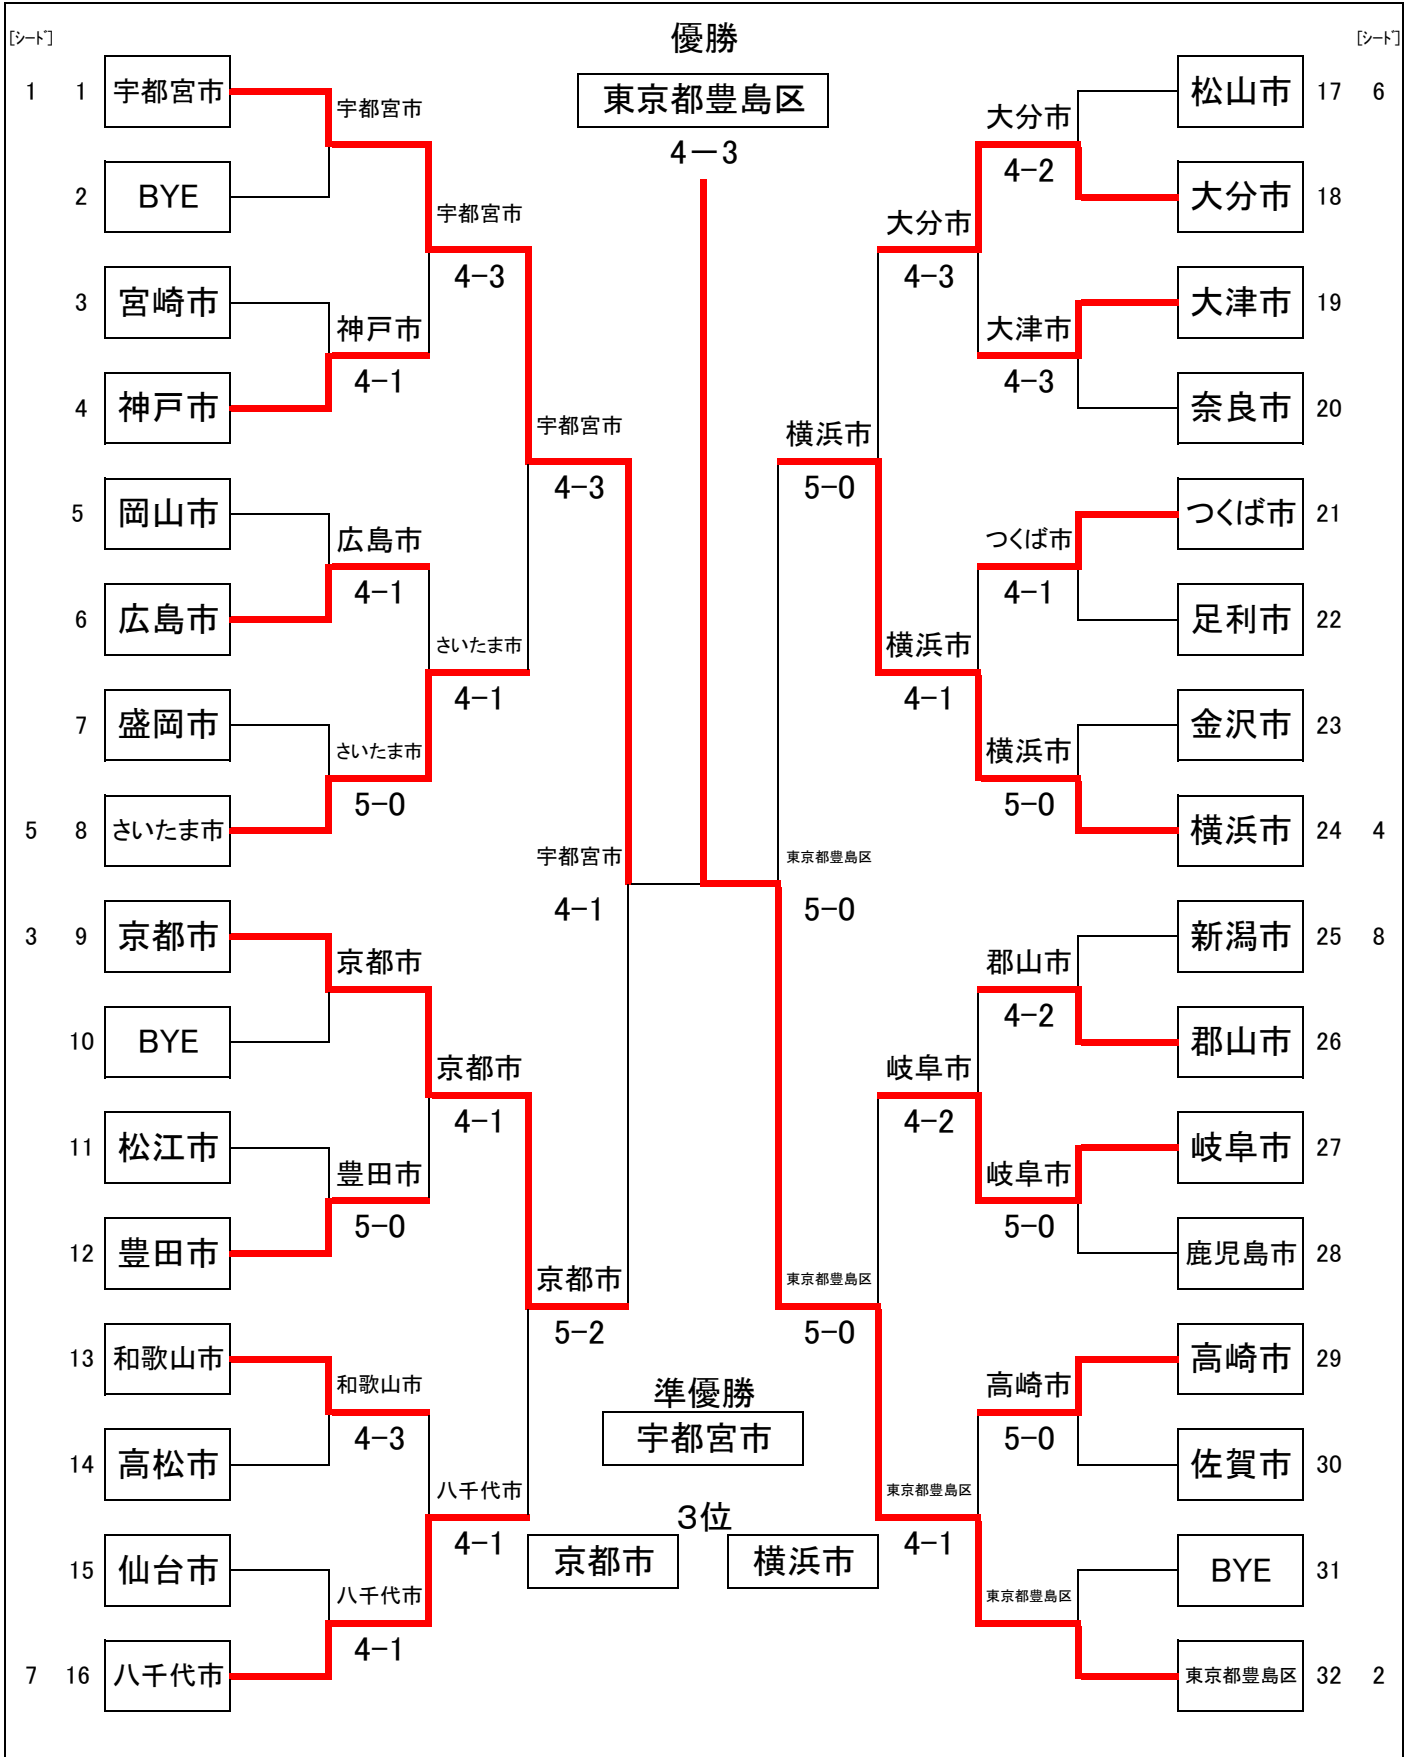 [シード]
優勝
[シード]
1 1 宇都宮市
宇都宮市
東京都豊島区
4－3
大分市
4-2
松山市 17 6
2 BYE
宇都宮市
4-3
大分市
4-3
大分市 18
3 宮崎市
神戸市
4-1
大津市
4-3
大津市 19
4 神戸市
宇都宮市
4-3
横浜市
5-0
奈良市 20
5 岡山市
広島市
4-1
つくば市
4-1
つくば市 21
6 広島市
さいたま市
4-1
横浜市
4-1
足利市 22
7 盛岡市
さいたま市
5-0
横浜市
5-0
金沢市 23
5 8 さいたま市
宇都宮市
4-1
東京都豊島区
5-0
横浜市 24 4
3 9 京都市
京都市
郡山市
4-2
新潟市 25 8
10 BYE
京都市
4-1
岐阜市
4-2
郡山市 26
11 松江市
豊田市
5-0
岐阜市
5-0
岐阜市 27
12 豊田市
京都市
5-2
東京都豊島区
5-0
鹿児島市 28
13 和歌山市
和歌山市
4-3
準優勝
宇都宮市
高崎市
5-0
高崎市 29
14 高松市
八千代市
4-1
3位
京都市
横浜市
東京都豊島区
4-1
佐賀市 30
15 仙台市
八千代市
4-1
東京都豊島区
BYE 31
7 16 八千代市
東京都豊島区 32 2